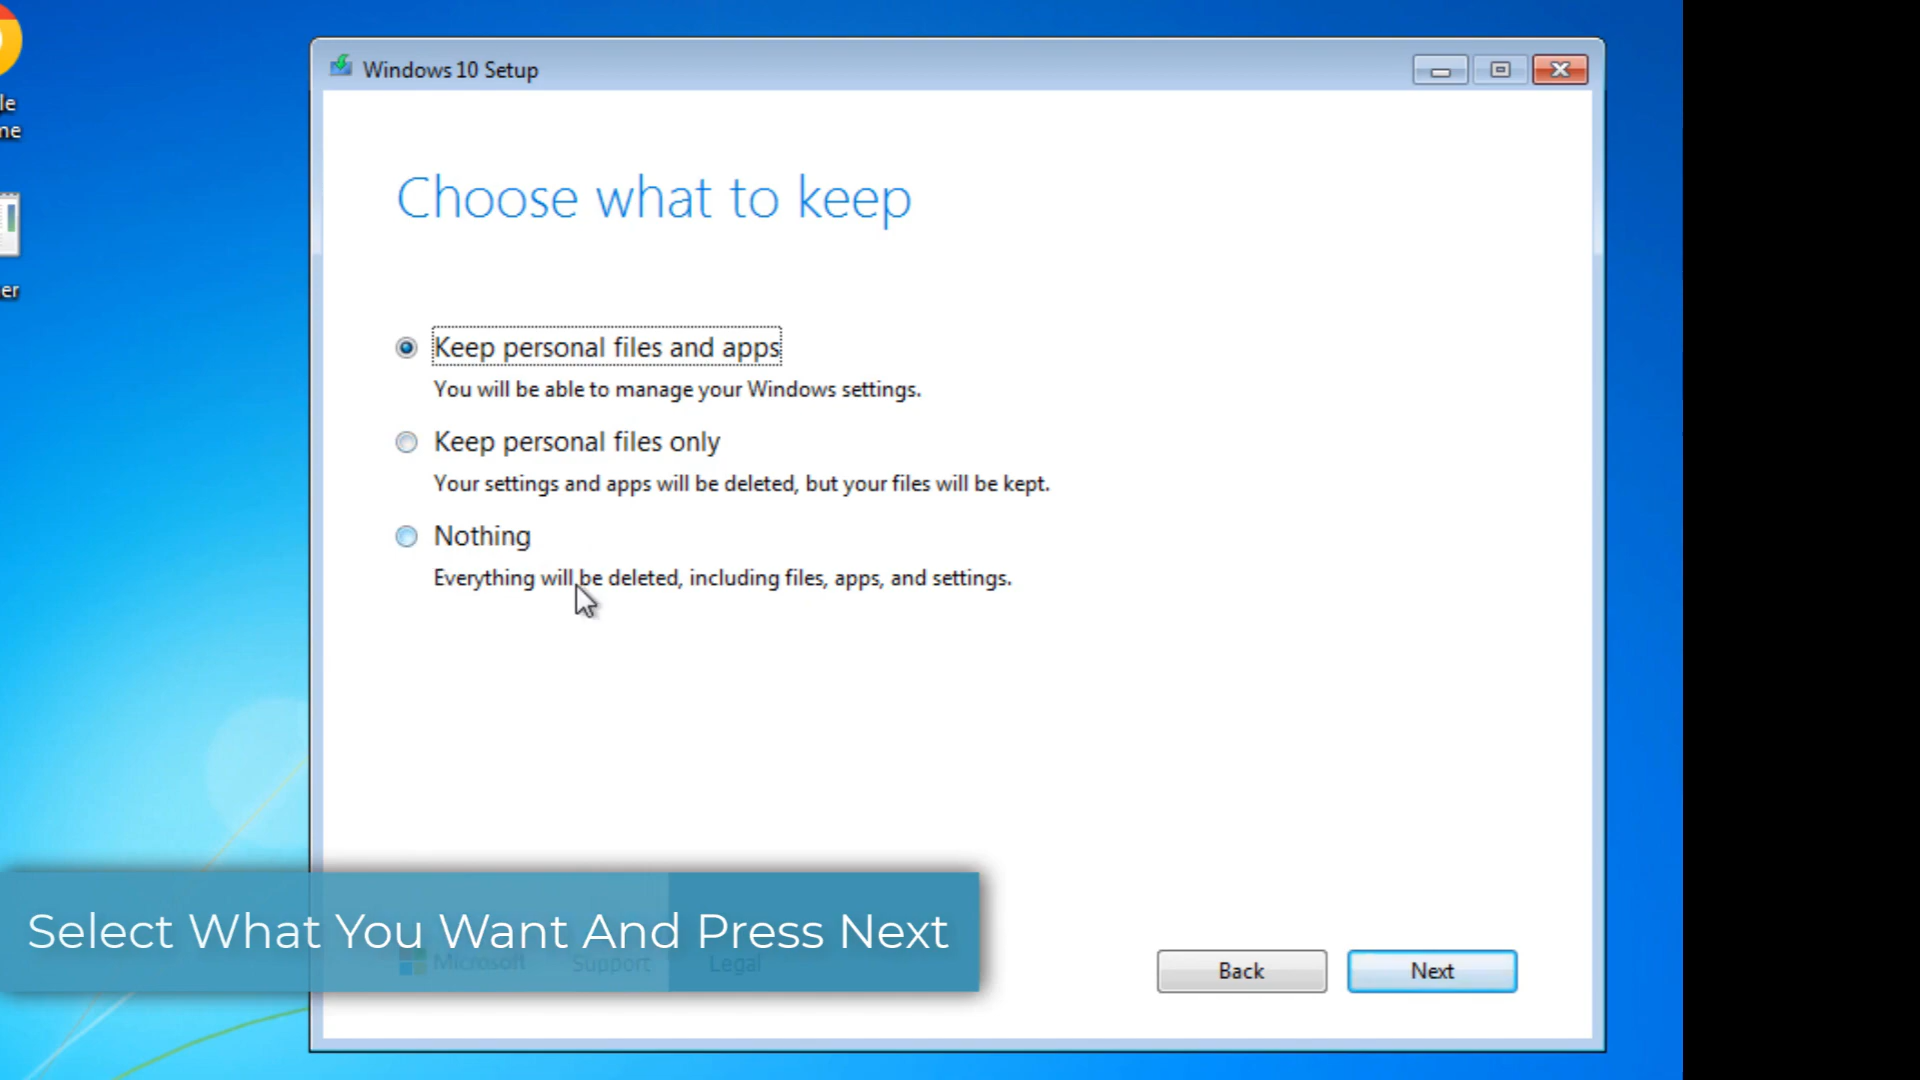 Windows 10 Setup
le
me
er
Choose what to keep
Keep personal files and apps
You will be able to manage your Windows settings.
Keep personal files only
Your settings and apps will be deleted, but your files will be kept.
Nothing
Everything will be deleted, including files, apps, and settings.
Select What You Want And Press Next
Microsoft Support Legal
Back Next